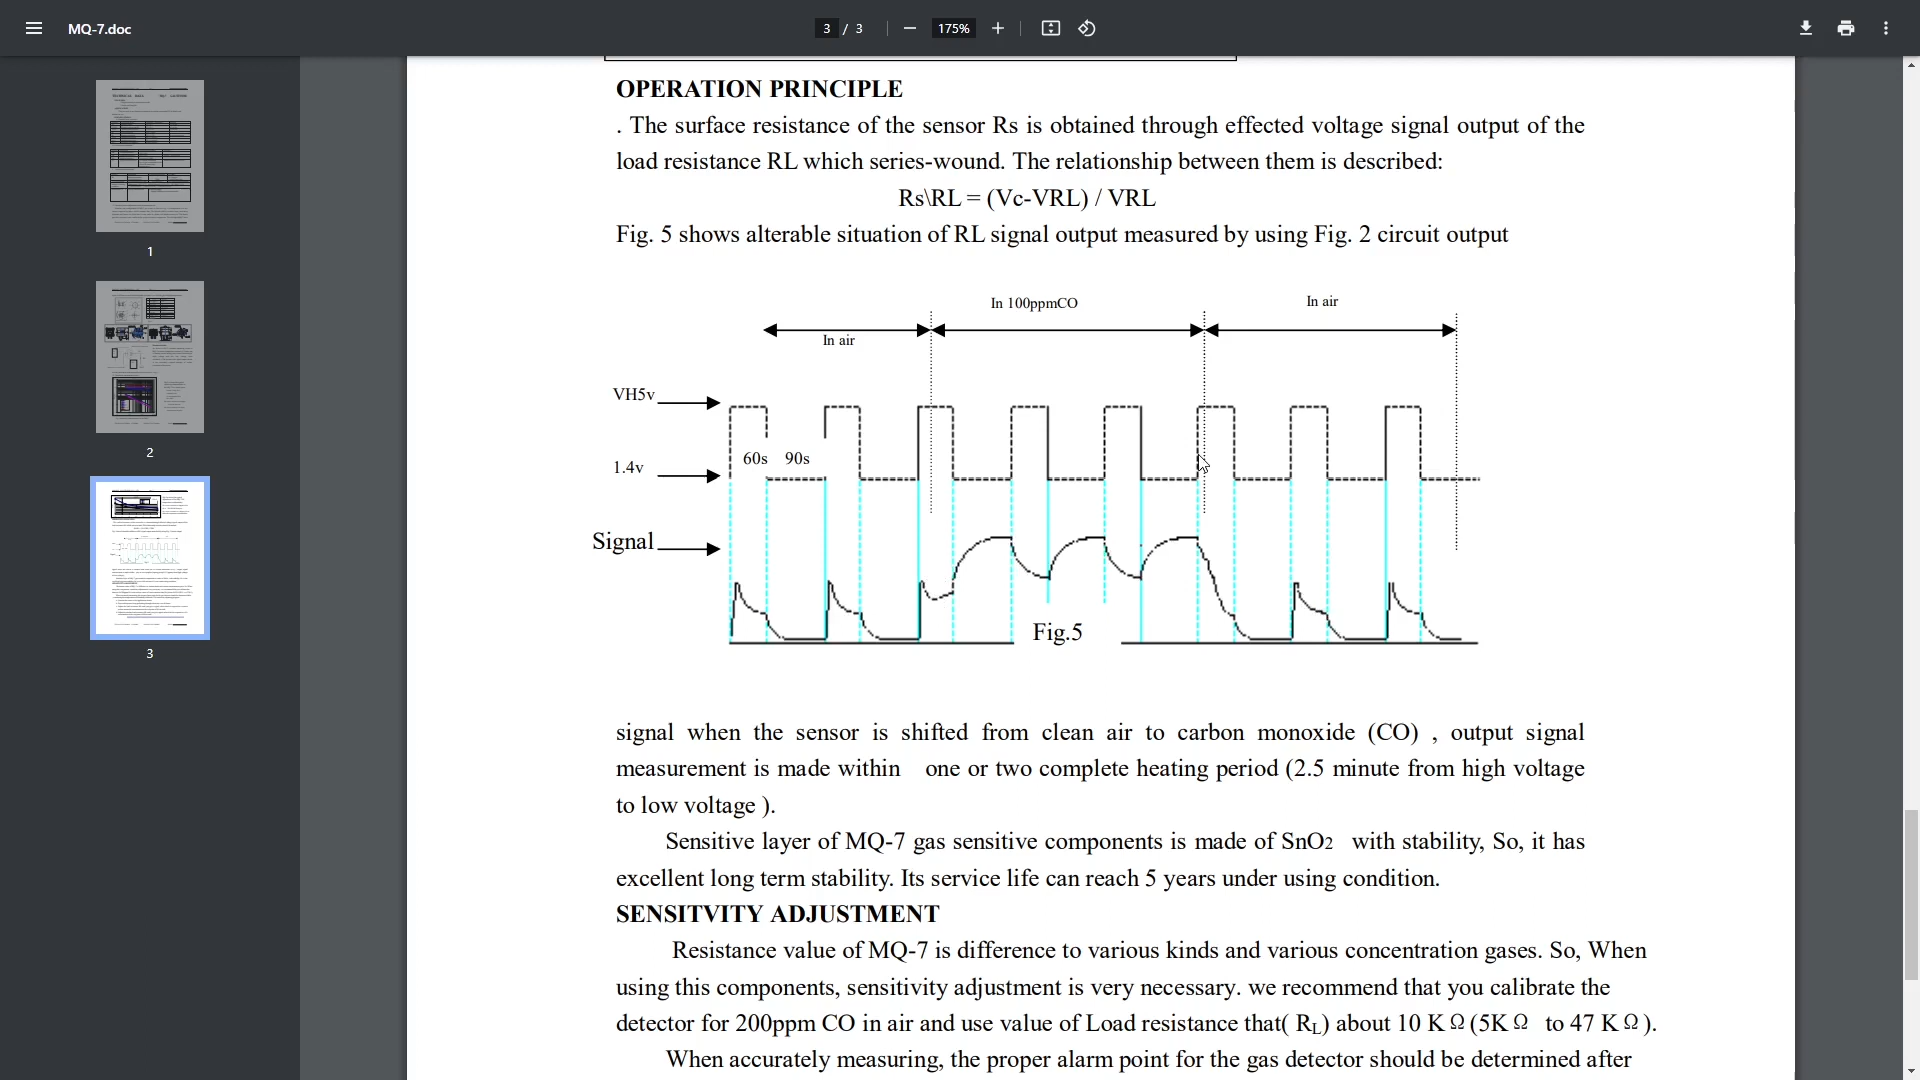 MQ-7.doc
3 / 3
175%
1
2
3
OPERATION PRINCIPLE
. The surface resistance of the sensor Rs is obtained through effected voltage signal output of the
load resistance RL which series-wound. The relationship between them is described:
Rs\RL = (Vc-VRL) / VRL
Fig. 5 shows alterable situation of RL signal output measured by using Fig. 2 circuit output
In 100ppmCO
In air
In air
VH5v
60s 90s
1.4v
Signal
Fig.5
signal when the sensor is shifted from clean air to carbon monoxide (CO) , output signal
measurement is made within one or two complete heating period (2.5 minute from high voltage
to low voltage ).
Sensitive layer of MQ-7 gas sensitive components is made of SnO2 with stability, So, it has
excellent long term stability. Its service life can reach 5 years under using condition.
SENSITVITY ADJUSTMENT
Resistance value of MQ-7 is difference to various kinds and various concentration gases. So, When
using this components, sensitivity adjustment is very necessary. we recommend that you calibrate the
detector for 200ppm CO in air and use value of Load resistance that( RL) about 10 KΩ(5KΩ to 47 KΩ).
When accurately measuring, the proper alarm point for the gas detector should be determined after